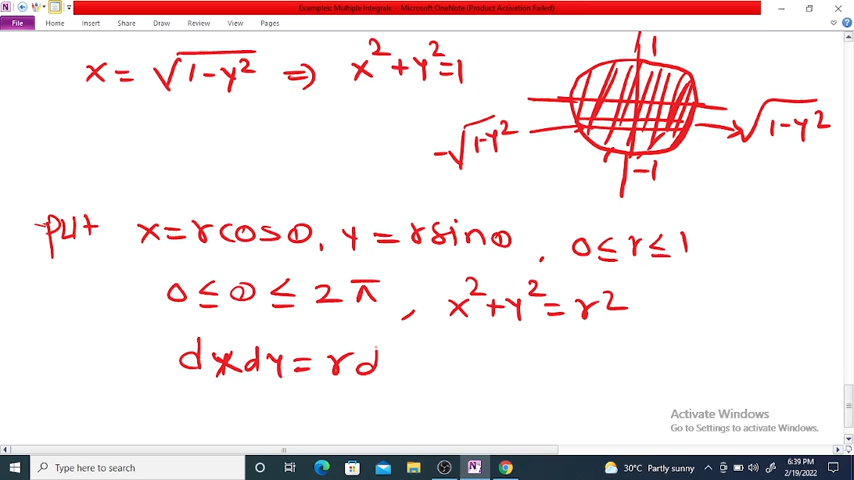 Examples: Multiple Integrals -- Microsoft OneNote (Product Activation Failed)
File Home Insert Share Draw Review View Pages
x = √(1-y²) ⇒ x²+y²=1
1
-√(1-y²) √(1-y²)
-1
Put x=rcosθ, y=rsinθ, 0≤r≤1
0≤θ≤2π, x²+y²=r²
dxdy=rd
Activate Windows
Go to Settings to activate Windows.
Type here to search 30°C Partly sunny 6:39 PM
2/19/2022